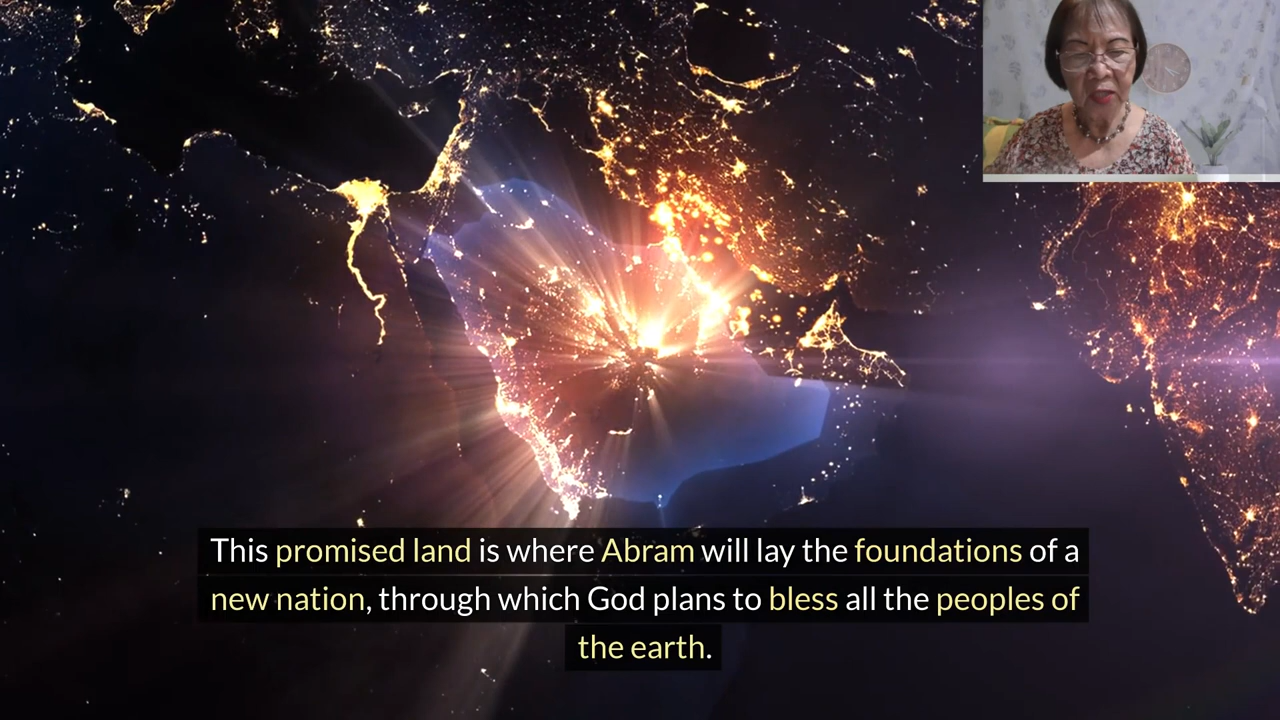 This promised land is where Abram will lay the foundations of a
new nation, through which God plans to bless all the peoples of
the earth.